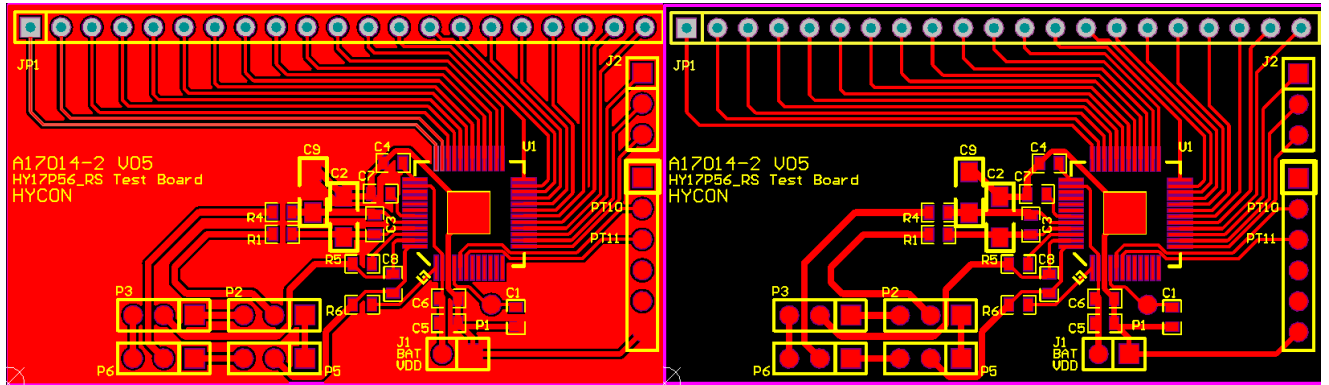 JP1
J2
A17014-2 V05
HY17P56_RS Test Board
HYCON
C9
C4
C2
C7
U1
R4
R1
C3
PT10
PT11
R5
C8
P3
P2
C6
R6
C1
C5
P1
J1
BAT
VDD
P6
P5
JP1
J2
A17014-2 V05
HY17P56_RS Test Board
HYCON
C9
C4
C2
C7
U1
R4
R1
C3
PT10
PT11
R5
C8
P3
P2
C6
R6
C1
C5
P1
J1
BAT
VDD
P6
P5